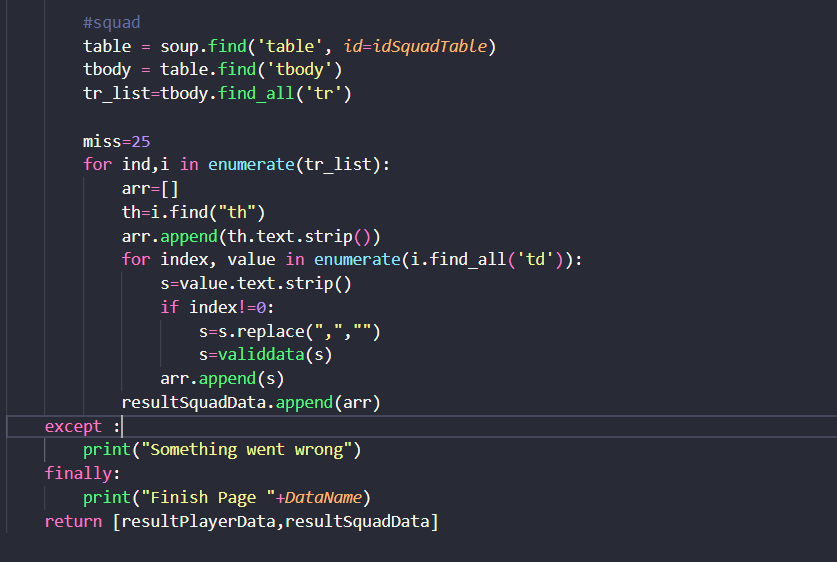 #squad
table = soup.find('table', id=idSquadTable)
tbody = table.find('tbody')
tr_list=tbody.find_all('tr')
miss=25
for ind,i in enumerate(tr_list):
arr=[]
th=i.find("th")
arr.append(th.text.strip())
for index, value in enumerate(i.find_all('td')):
s=value.text.strip()
if index!=0:
s=s.replace(",","")
s=validdata(s)
arr.append(s)
resultSquadData.append(arr)
except :
print("Something went wrong")
finally:
print("Finish Page "+DataName)
return [resultPlayerData,resultSquadData]